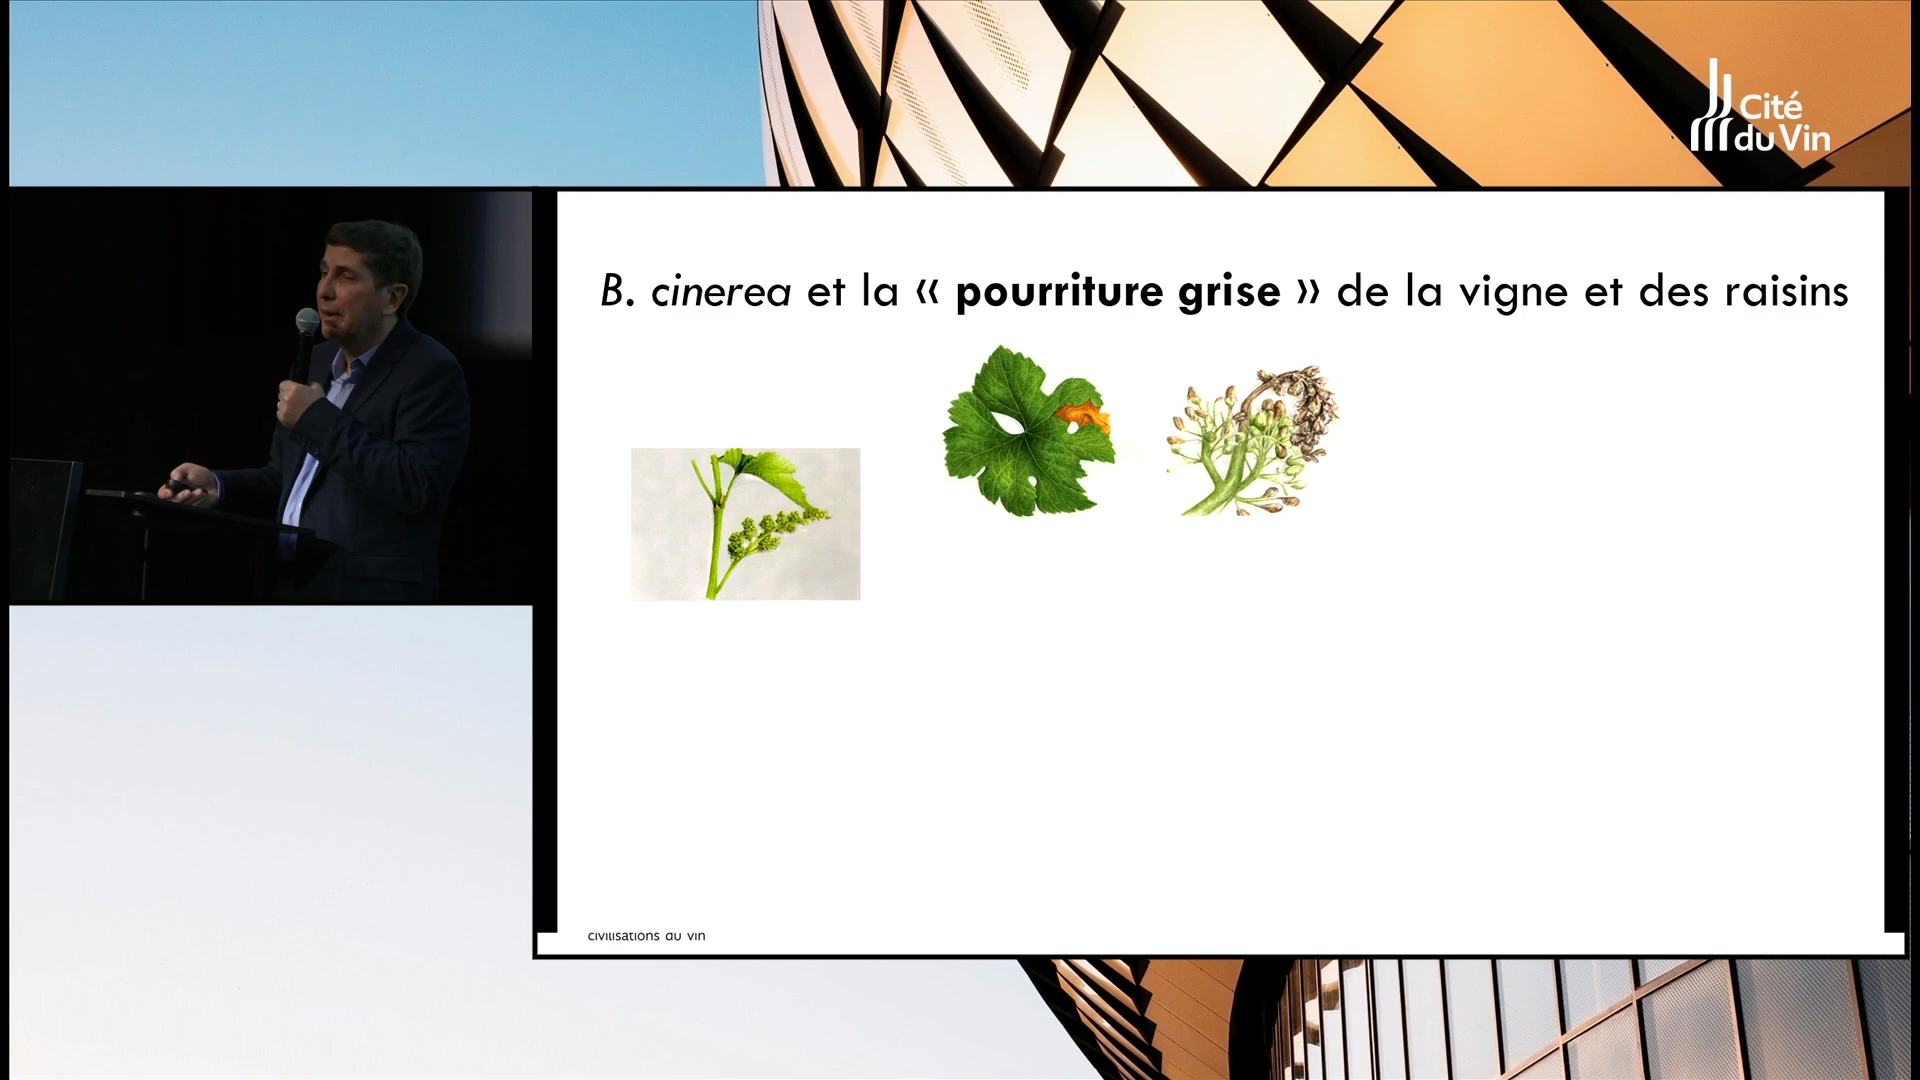 Cité
du Vin
B. cinerea et la « pourriture grise » de la vigne et des raisins
civilisations du vin